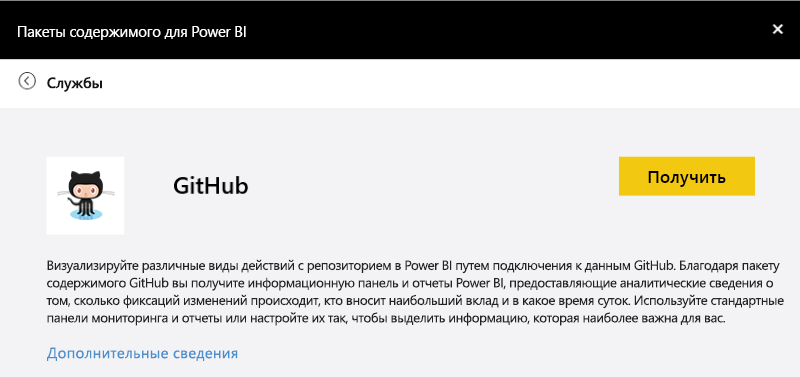 Пакеты содержимого для Power BI
Службы
GitHub
Получить
Визуализируйте различные виды действий с репозиторием в Power BI путем подключения к данным GitHub. Благодаря пакету
содержимого GitHub вы получите информационную панель и отчеты Power BI, предоставляющие аналитические сведения о
том, сколько фиксаций изменений происходит, кто вносит наибольший вклад и в какое время суток. Используйте стандартные
панели мониторинга и отчеты или настройте их так, чтобы выделить информацию, которая наиболее важна для вас.
Дополнительные сведения